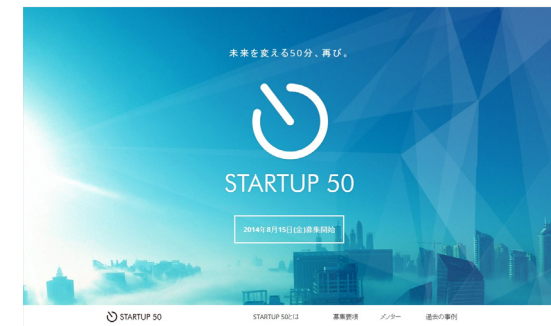 未来を変える50分、再び。
STARTUP 50
2014年8月15日(金)募集開始
STARTUP 50
STARTUP 50とは
募集要項
メンター
過去の事例